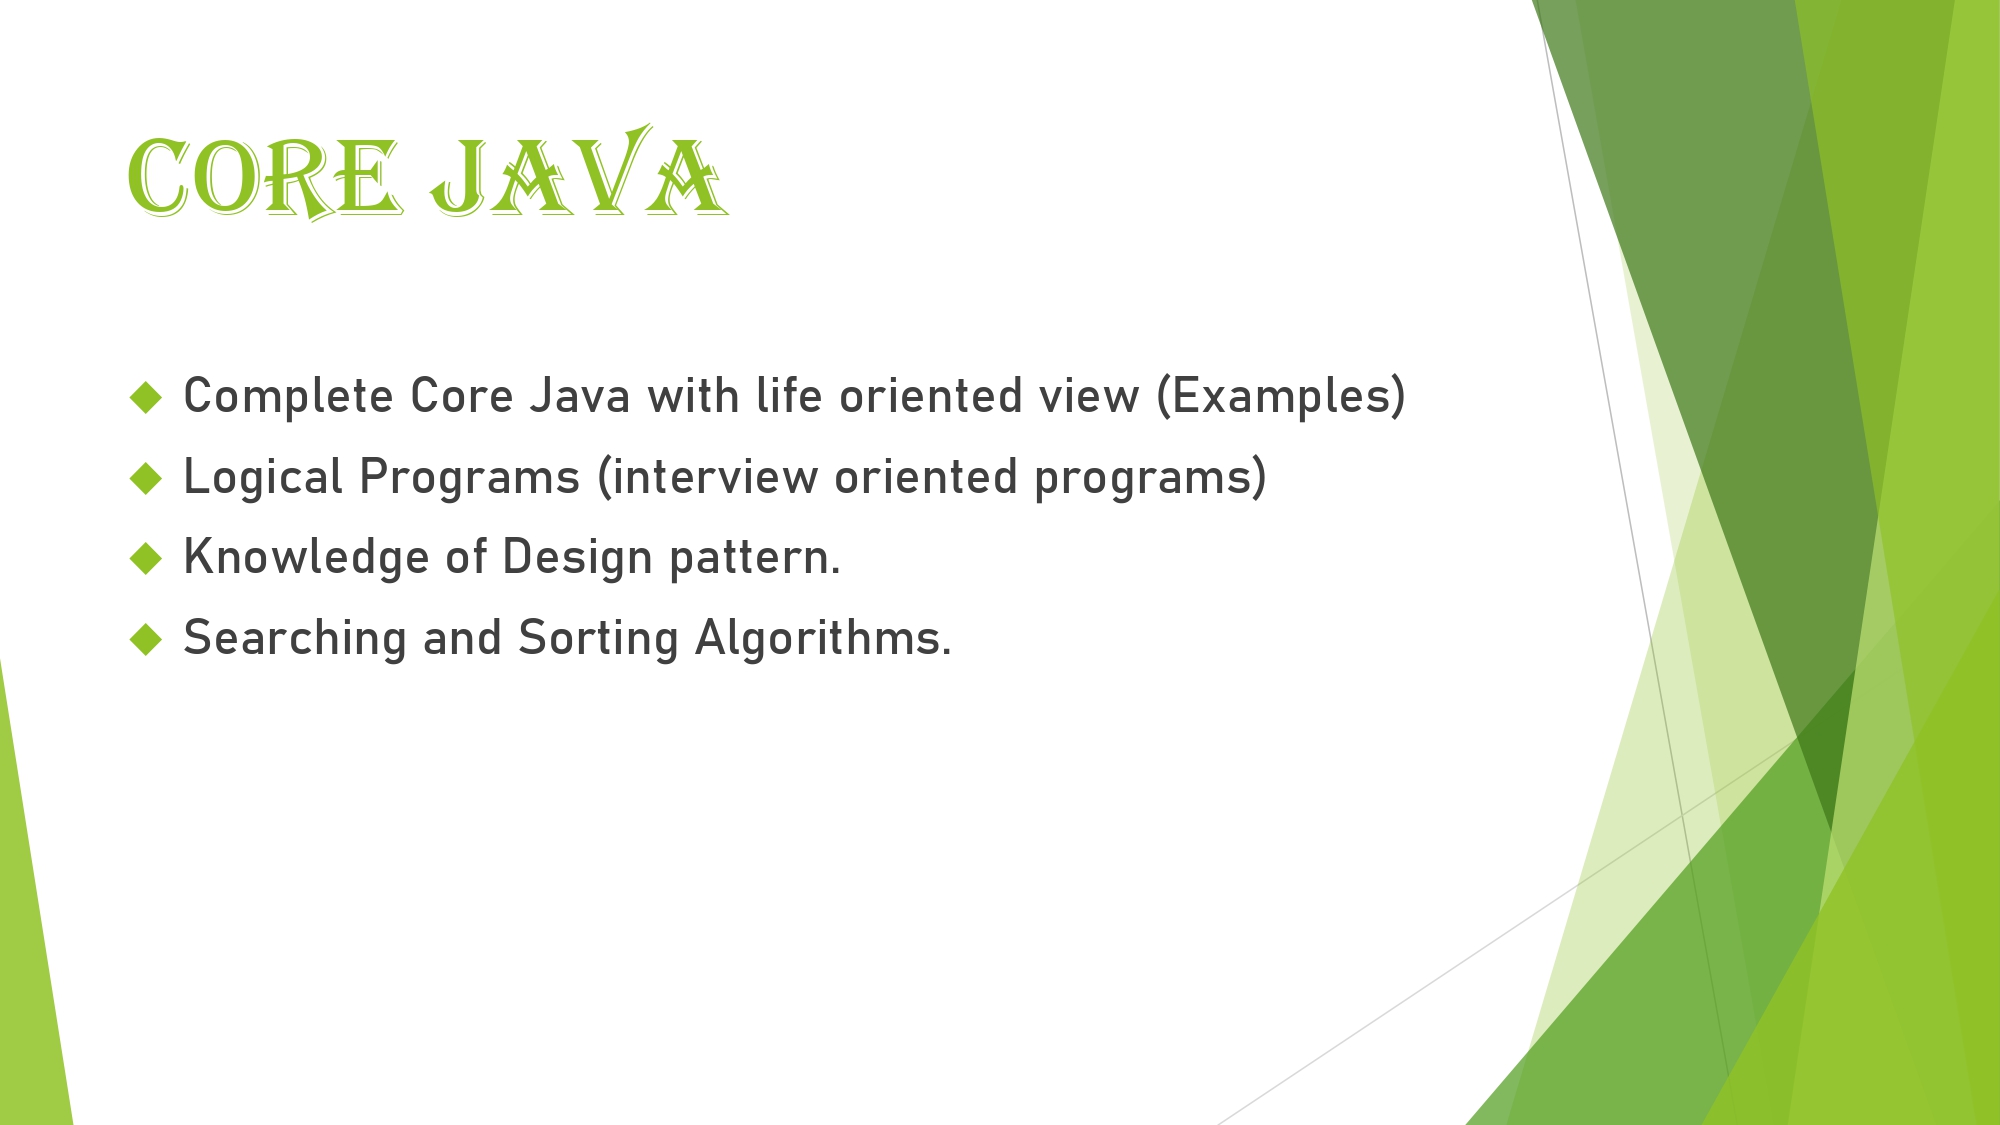 CORE JAVA
Complete Core Java with life oriented view (Examples)
Logical Programs (interview oriented programs)
Knowledge of Design pattern.
Searching and Sorting Algorithms.